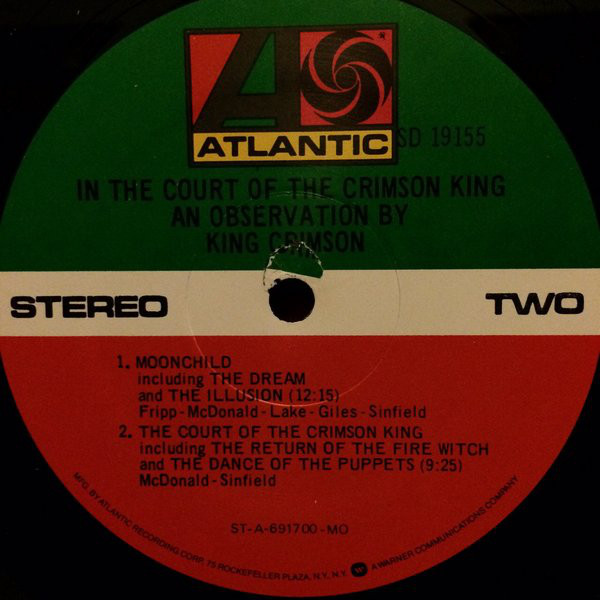 ATLANTIC
SD 19155
IN THE COURT OF THE CRIMSON KING
AN OBSERVATION BY
KING CRIMSON
STEREO
TWO
1. MOONCHILD
including THE DREAM
and THE ILLUSION (12:15)
Fripp-McDonald-Lake-Giles-Sinfield
2. THE COURT OF THE CRIMSON KING
including THE RETURN OF THE FIRE WITCH
and THE DANCE OF THE PUPPETS (9:25)
McDonald-Sinfield
ST-A-691700-MO
MFG. BY ATLANTIC RECORDING CORP. 75 ROCKEFELLER PLAZA, N.Y. N.Y. A WARNER COMMUNICATIONS COMPANY